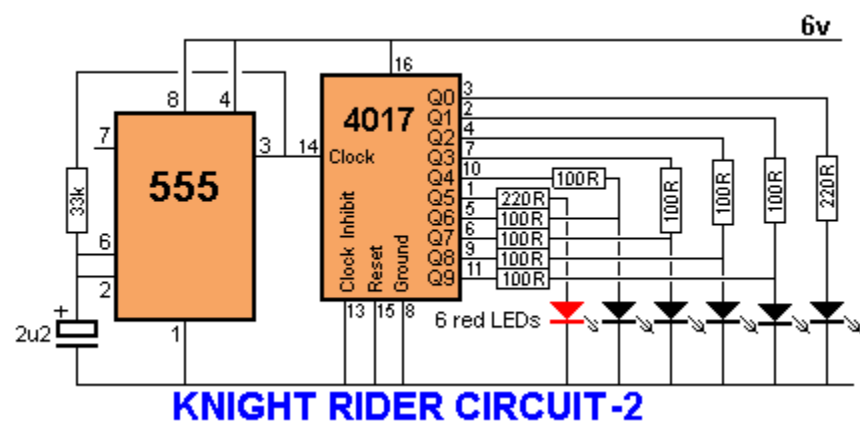 6v
16
8
4
3
7
555
33k
6
2
1
+
2u2
14
4017
Clock
Clock Inhibit
Reset
Ground
13
15
8
Q0
3
Q1
2
Q2
4
Q3
7
Q4
10
Q5
1
Q6
5
Q7
6
Q8
9
Q9
11
100R
220R
100R
100R
100R
100R
100R
100R
100R
220R
6 red LEDs
KNIGHT RIDER CIRCUIT-2